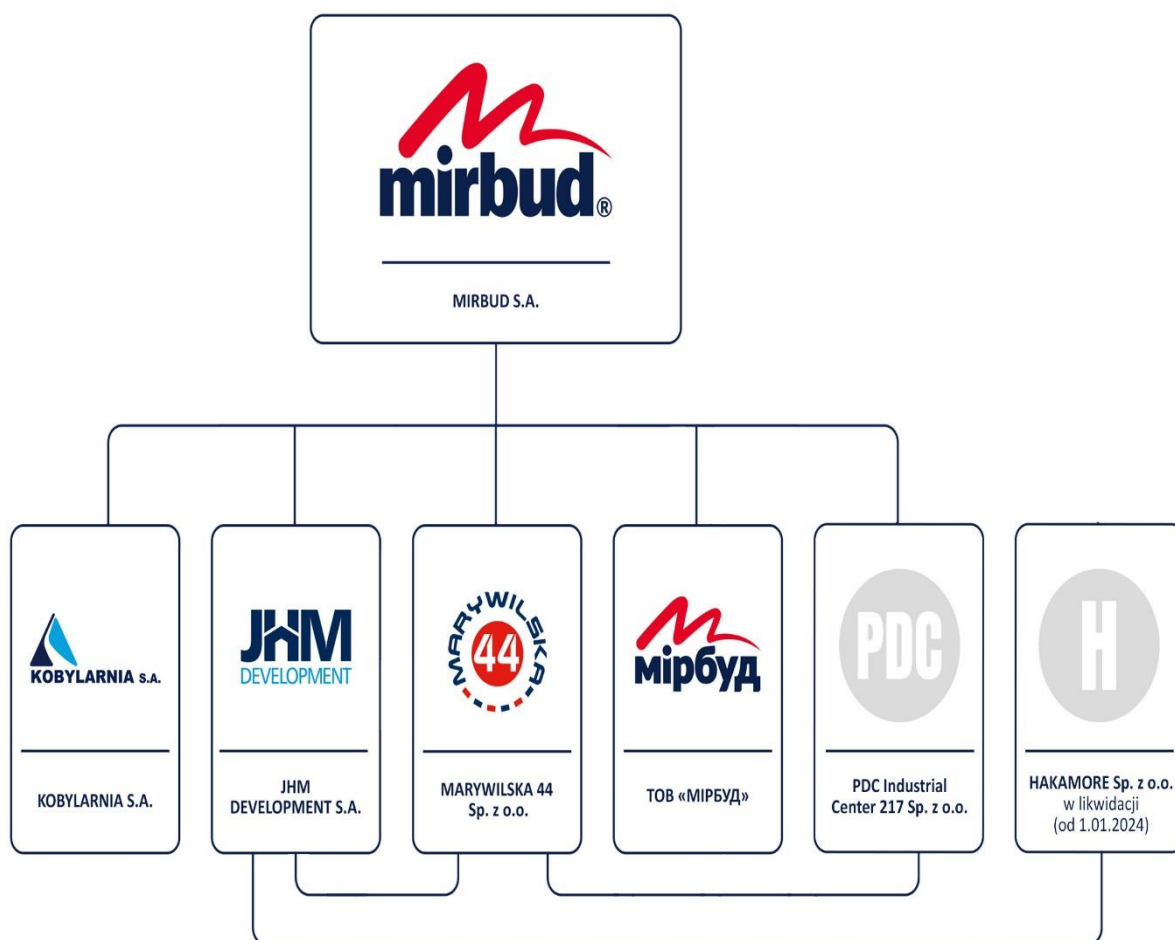 mirbud®
MIRBUD S.A.
KOBYLARNIA S.A.
KOBYLARNIA S.A.
JHM
DEVELOPMENT
JHM
DEVELOPMENT S.A.
MARYWILSKA
44
MARYWILSKA 44
Sp. z o.o.
мірбуд
ТОВ «МІРБУД»
PDC
PDC Industrial
Center 217 Sp. z o.o.
H
HAKAMORE Sp. z o.o.
w likwidacji
(od 1.01.2024)